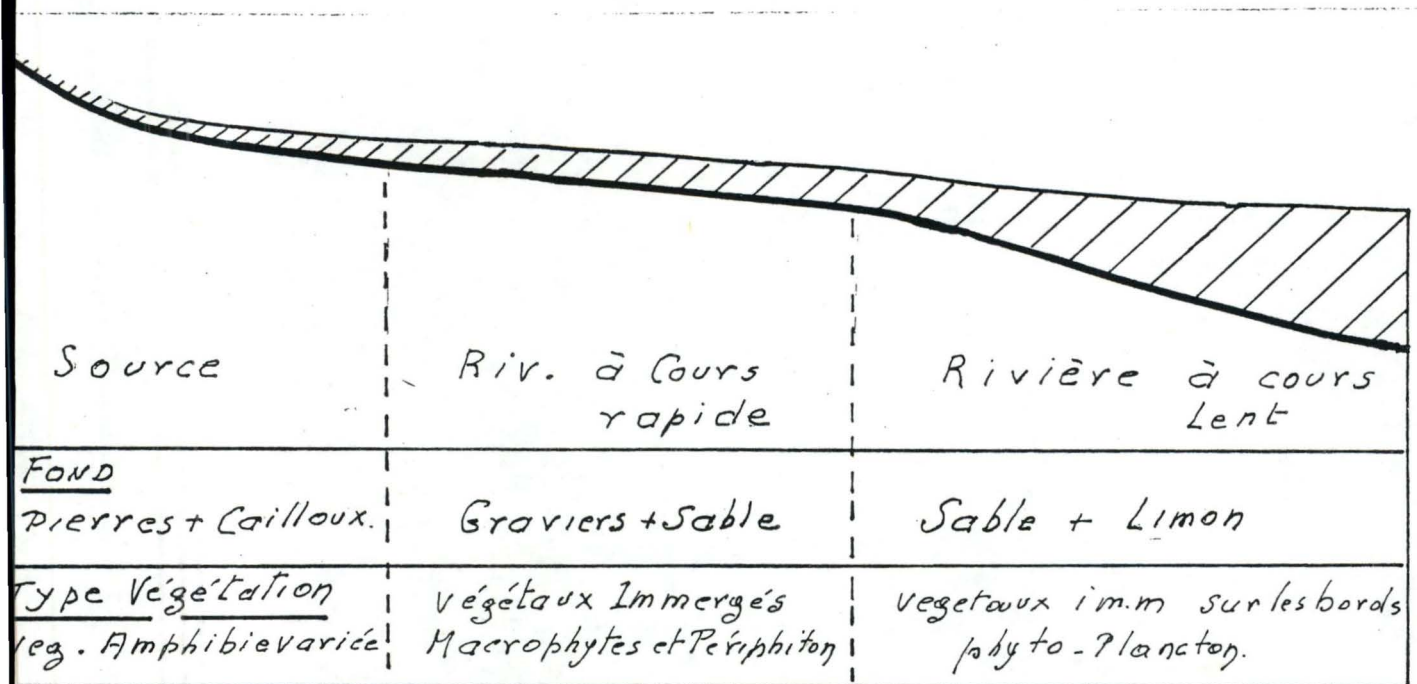 Source
Riv. à Cours
rapide
Rivière à cours
Lent
FOND
Pierres + Cailloux.
Graviers + Sable
Sable + Limon
Type Végétation
veg. Amphibie variée
végétaux Immergés
Macrophytes et Périphiton
vegetaux imm sur les bords
phyto-Plancton.